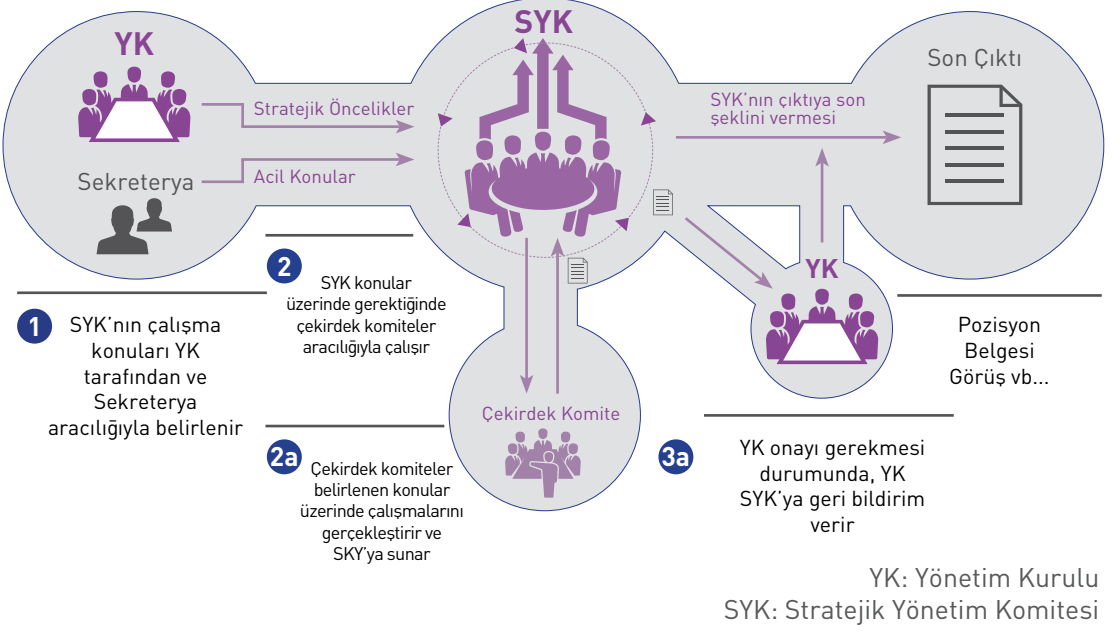 YK
Stratejik Öncelikler
Sekreterya
Acil Konular
SYK
SYK'nın çıktıya son
şeklini vermesi
Son Çıktı
1
SYK'nın çalışma
konuları YK
tarafından ve
Sekreterya
aracılığıyla belirlenir
2
SYK konular
üzerinde gerektiğinde
çekirdek komiteler
aracılığıyla çalışır
2a
Çekirdek komiteler
belirlenen konular
üzerinde çalışmalarını
gerçekleştirir ve
SKY'ya sunar
Çekirdek Komite
YK
3a
YK onayı gerekmesi
durumunda, YK
SYK'ya geri bildirim
verir
Pozisyon
Belgesi
Görüş vb...
YK: Yönetim Kurulu
SYK: Stratejik Yönetim Komitesi